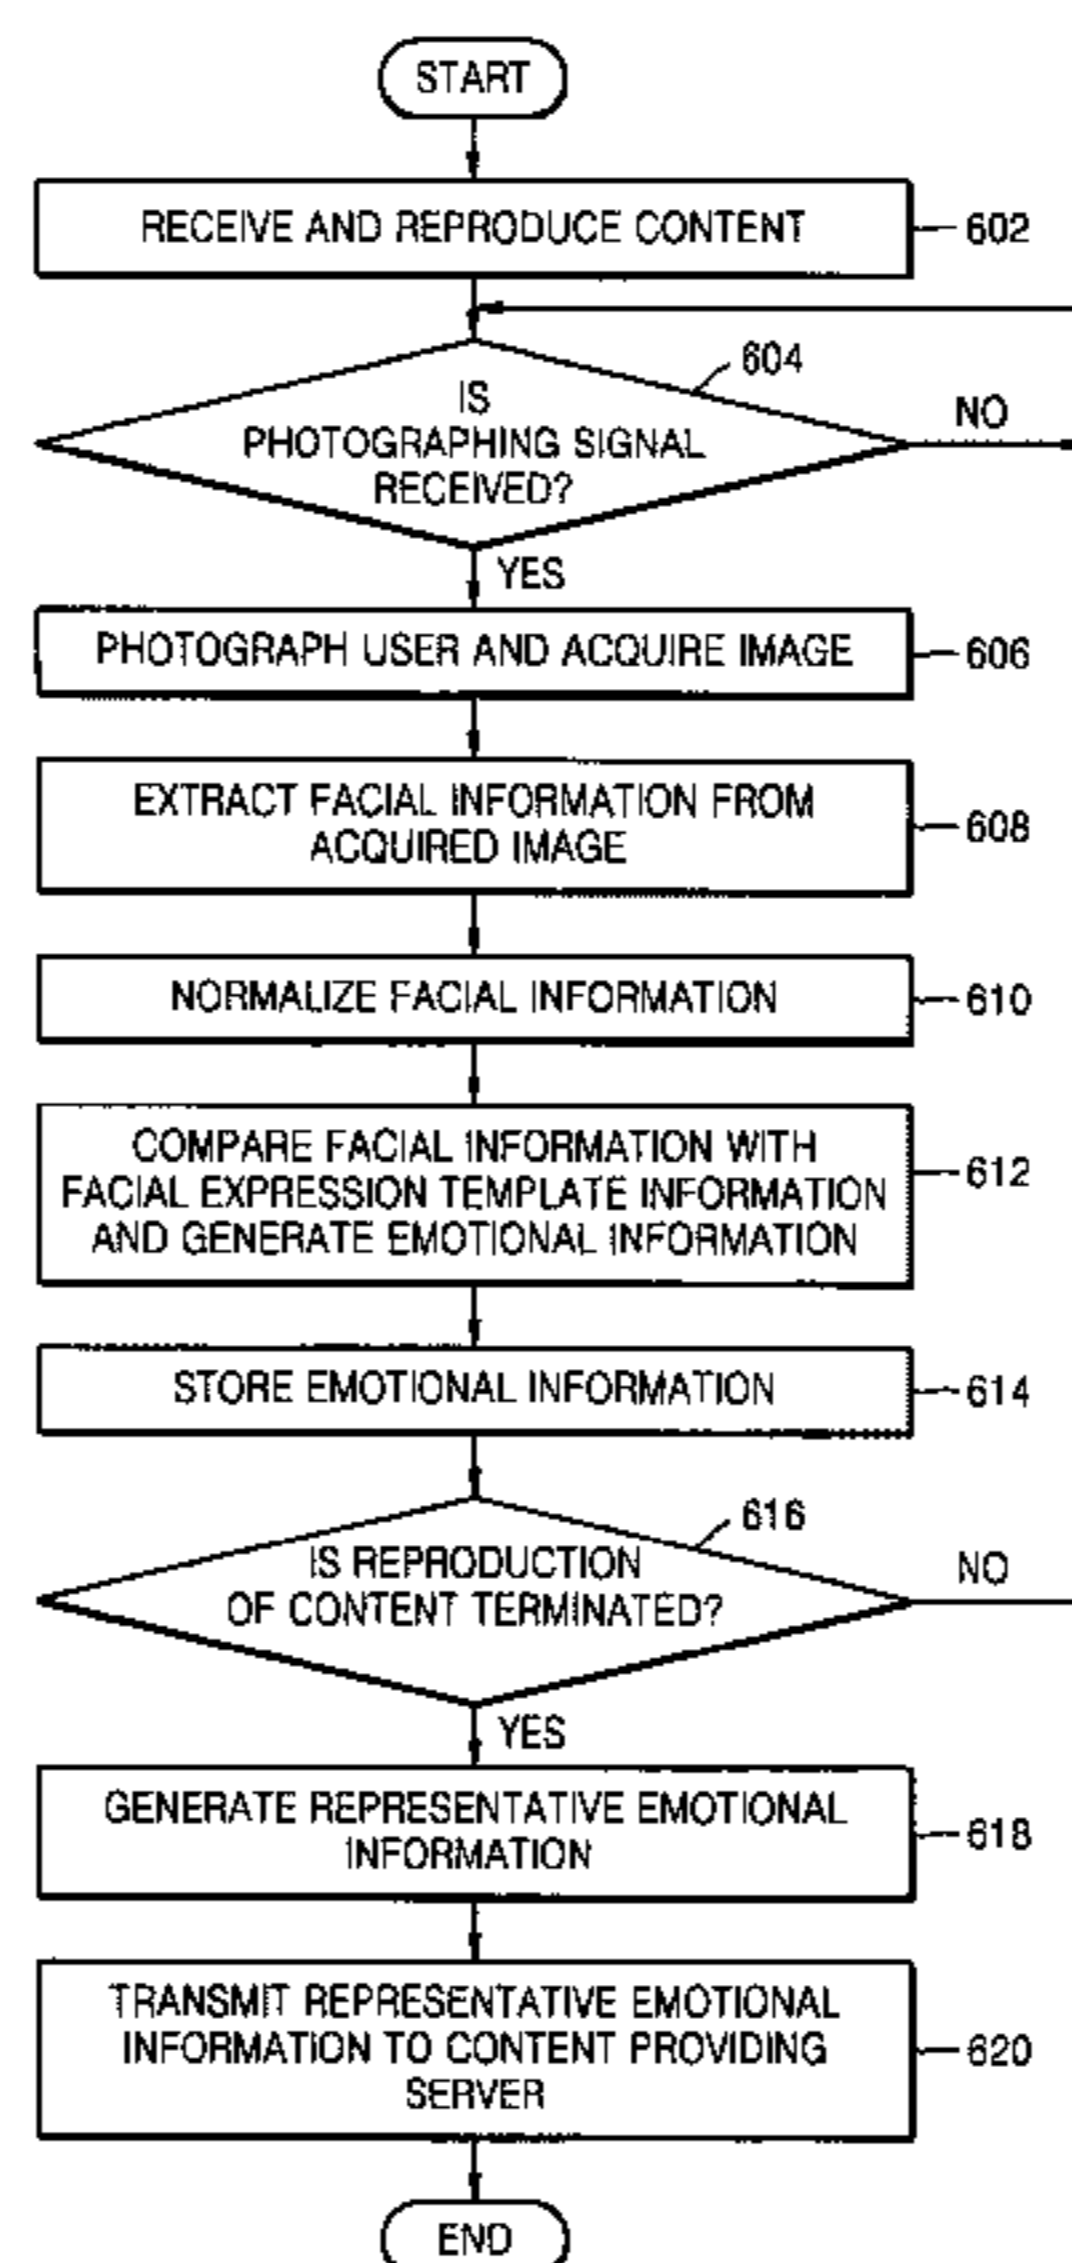 START
RECEIVE AND REPRODUCE CONTENT
602
604
IS
PHOTOGRAPHING SIGNAL
RECEIVED?
NO
YES
PHOTOGRAPH USER AND ACQUIRE IMAGE
606
EXTRACT FACIAL INFORMATION FROM
ACQUIRED IMAGE
608
NORMALIZE FACIAL INFORMATION
610
COMPARE FACIAL INFORMATION WITH
FACIAL EXPRESSION TEMPLATE INFORMATION
AND GENERATE EMOTIONAL INFORMATION
612
STORE EMOTIONAL INFORMATION
614
616
IS REPRODUCTION
OF CONTENT TERMINATED?
NO
YES
GENERATE REPRESENTATIVE EMOTIONAL
INFORMATION
618
TRANSMIT REPRESENTATIVE EMOTIONAL
INFORMATION TO CONTENT PROVIDING
SERVER
620
END